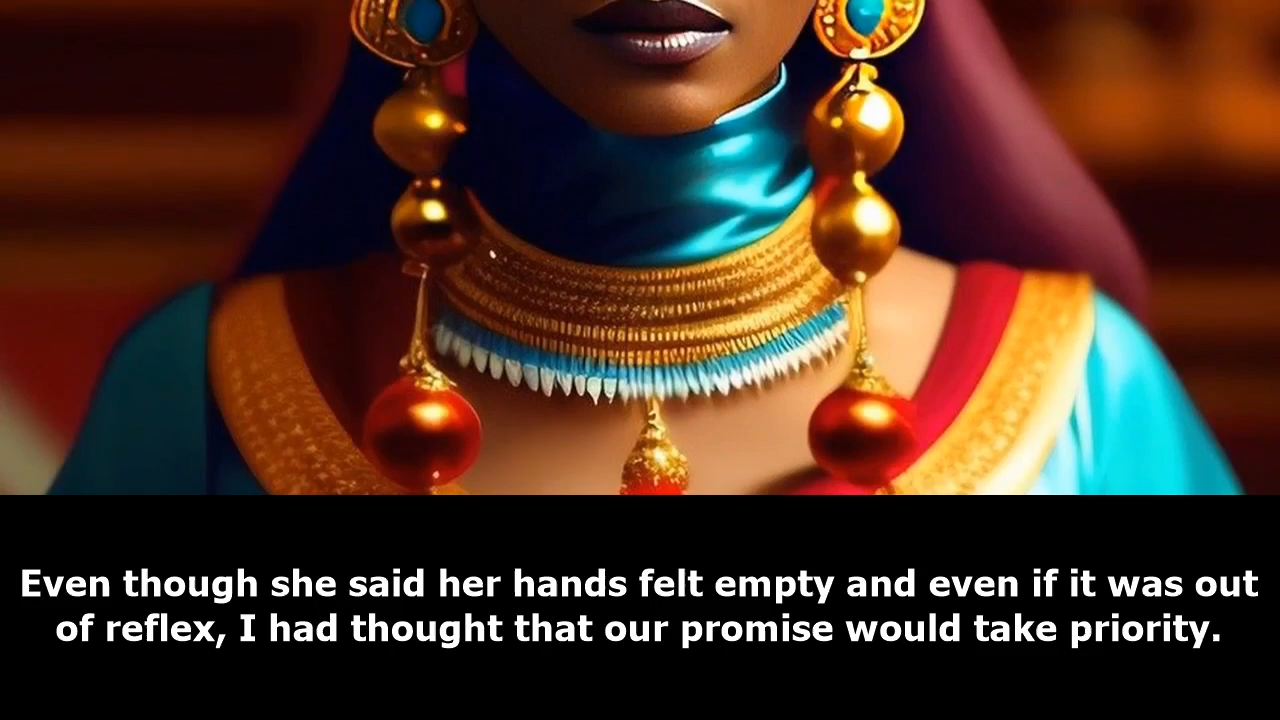 Even though she said her hands felt empty and even if it was out
of reflex, I had thought that our promise would take priority.